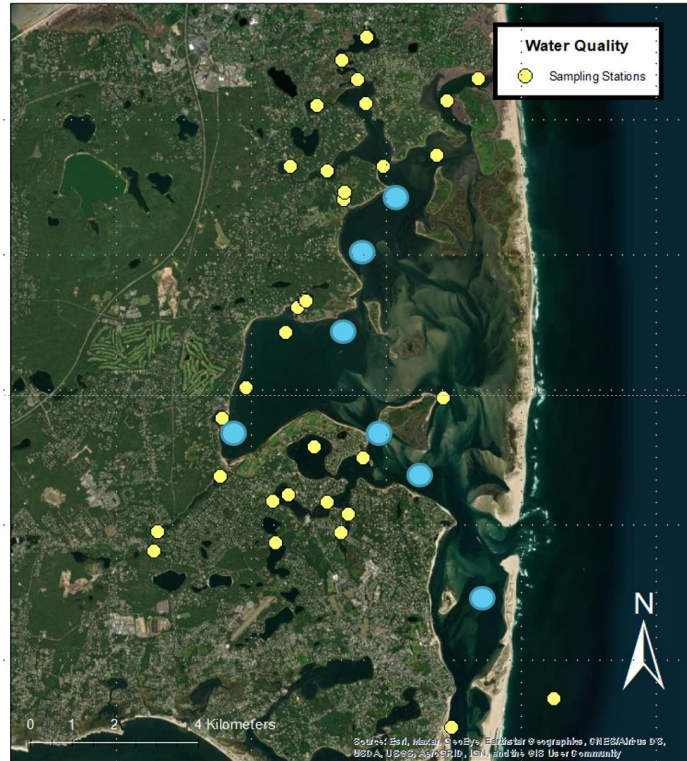 Water Quality
Sampling Stations
N
0 1 2 4 Kilometers
Source: Esri, Maxar, GeoEye, Earthstar Geographics, CNES/Airbus DS,
USDA, USGS, AeroGRID, IGN, and the GIS User Community